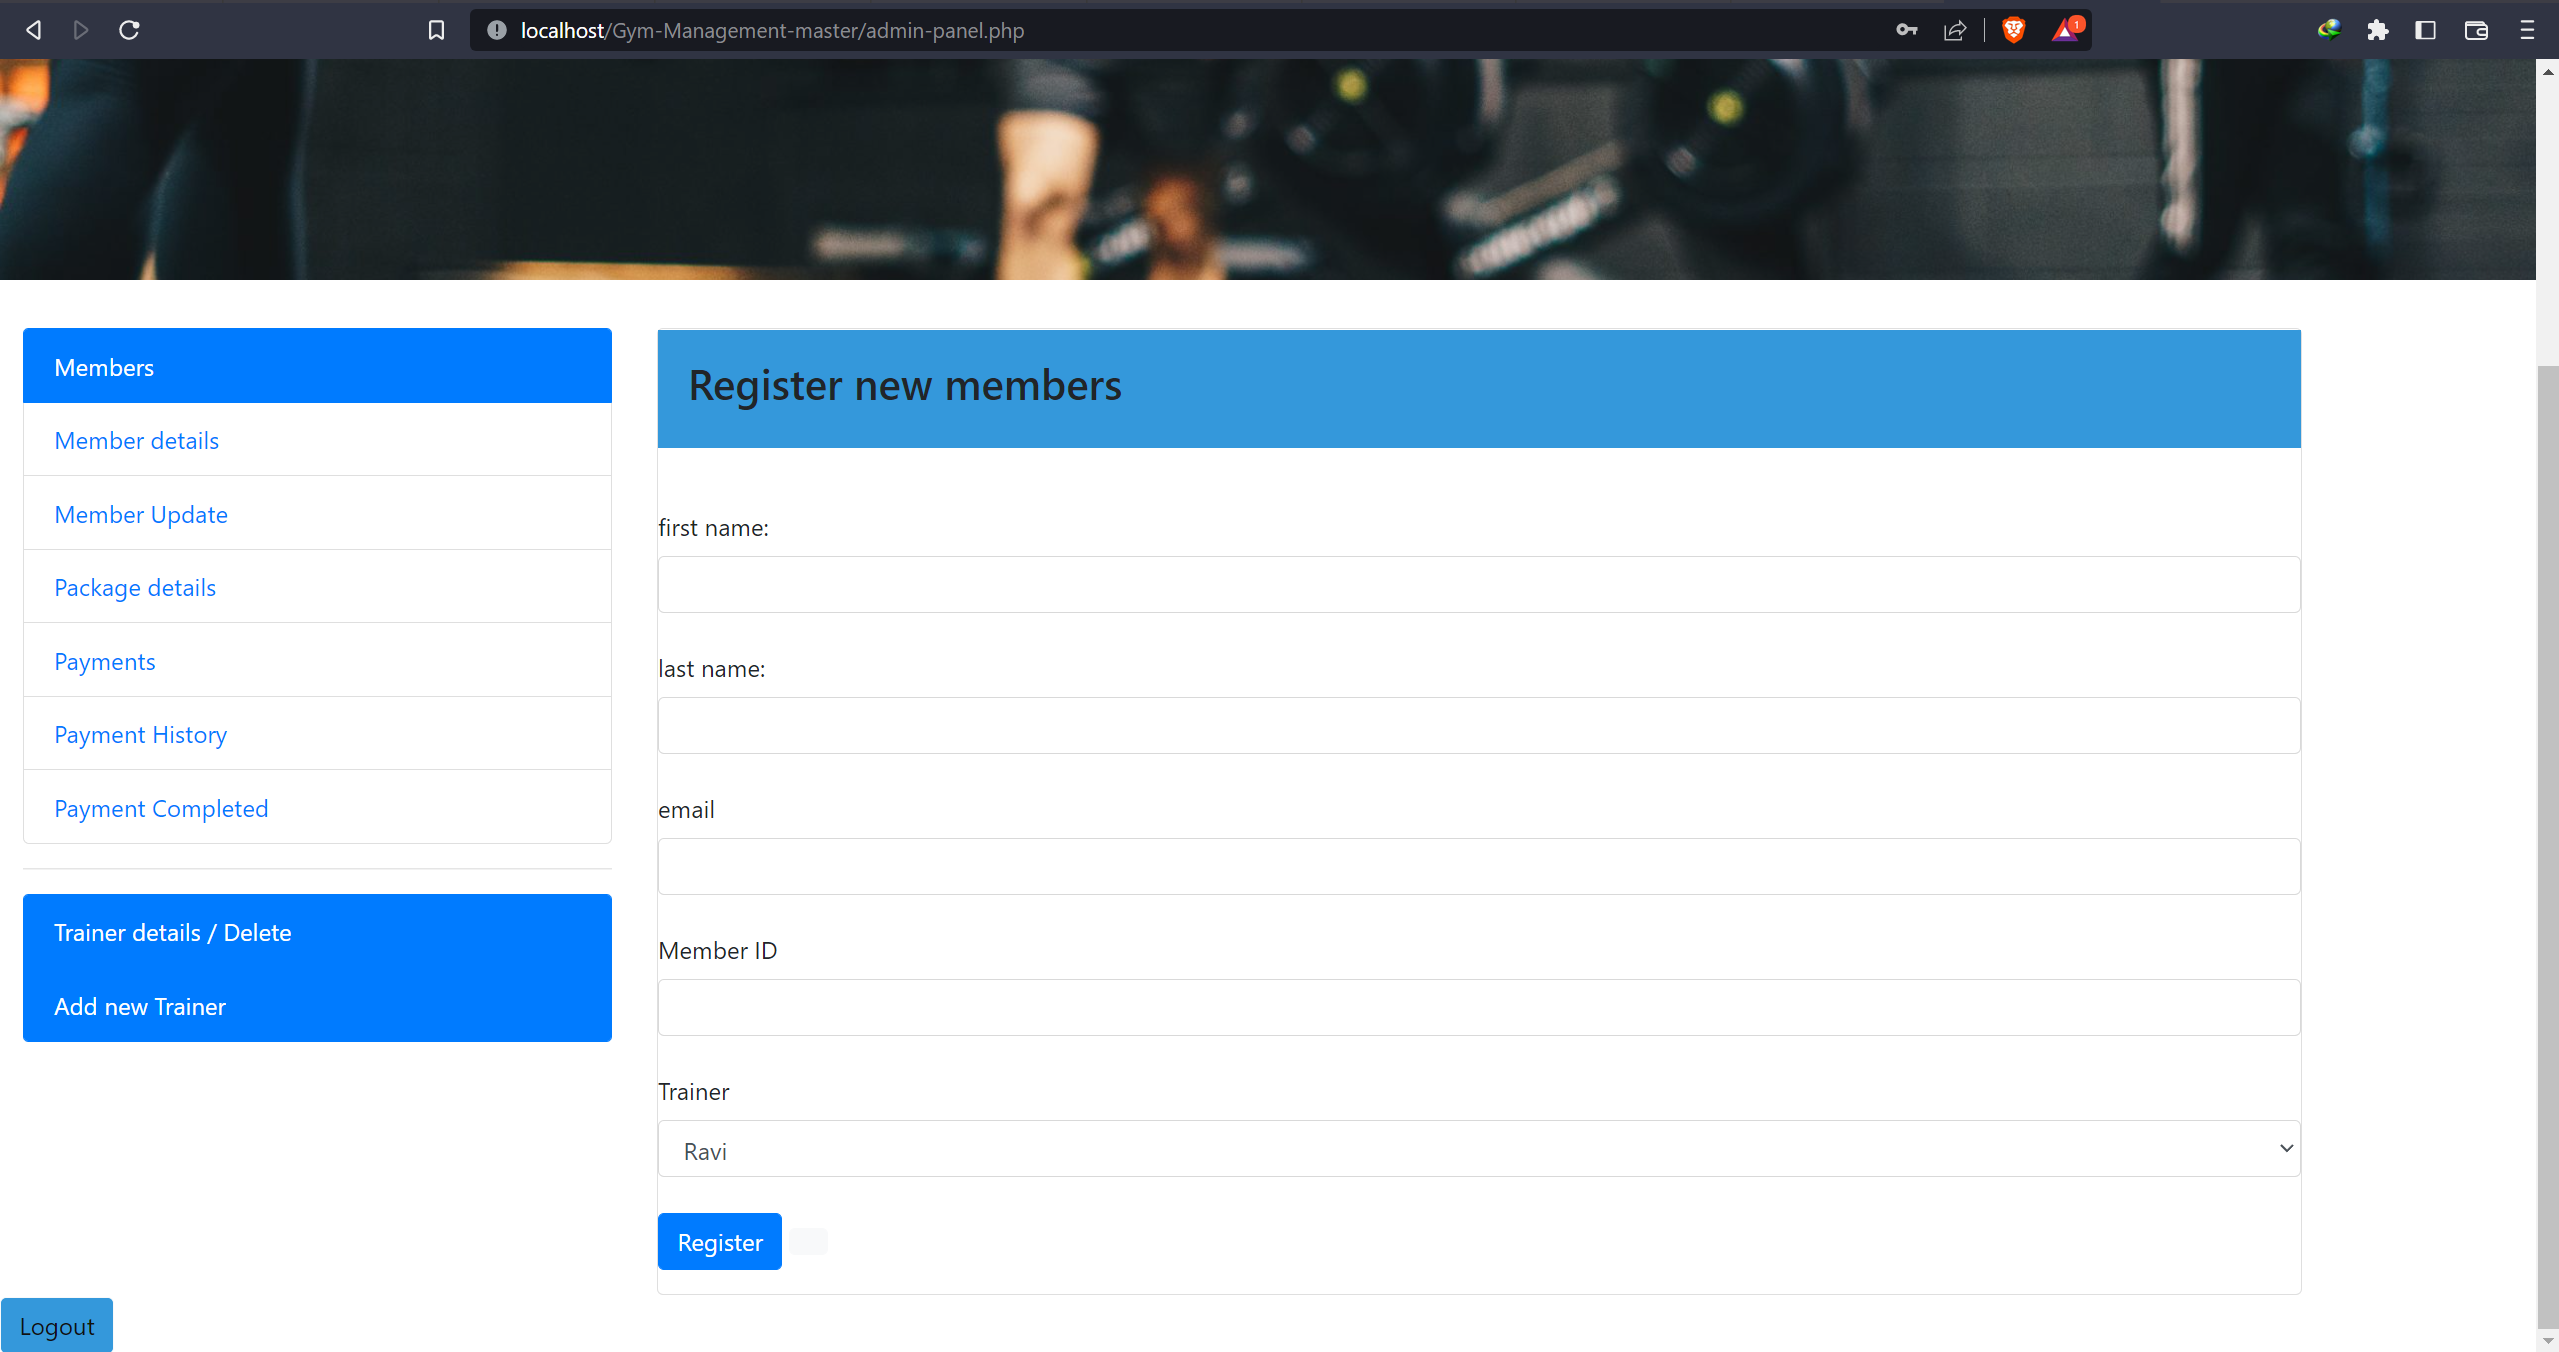 localhost/Gym-Management-master/admin-panel.php
1
Members
Member details
Member Update
Package details
Payments
Payment History
Payment Completed
Trainer details / Delete
Add new Trainer
Register new members
first name:
last name:
email
Member ID
Trainer
Ravi
Register
Logout